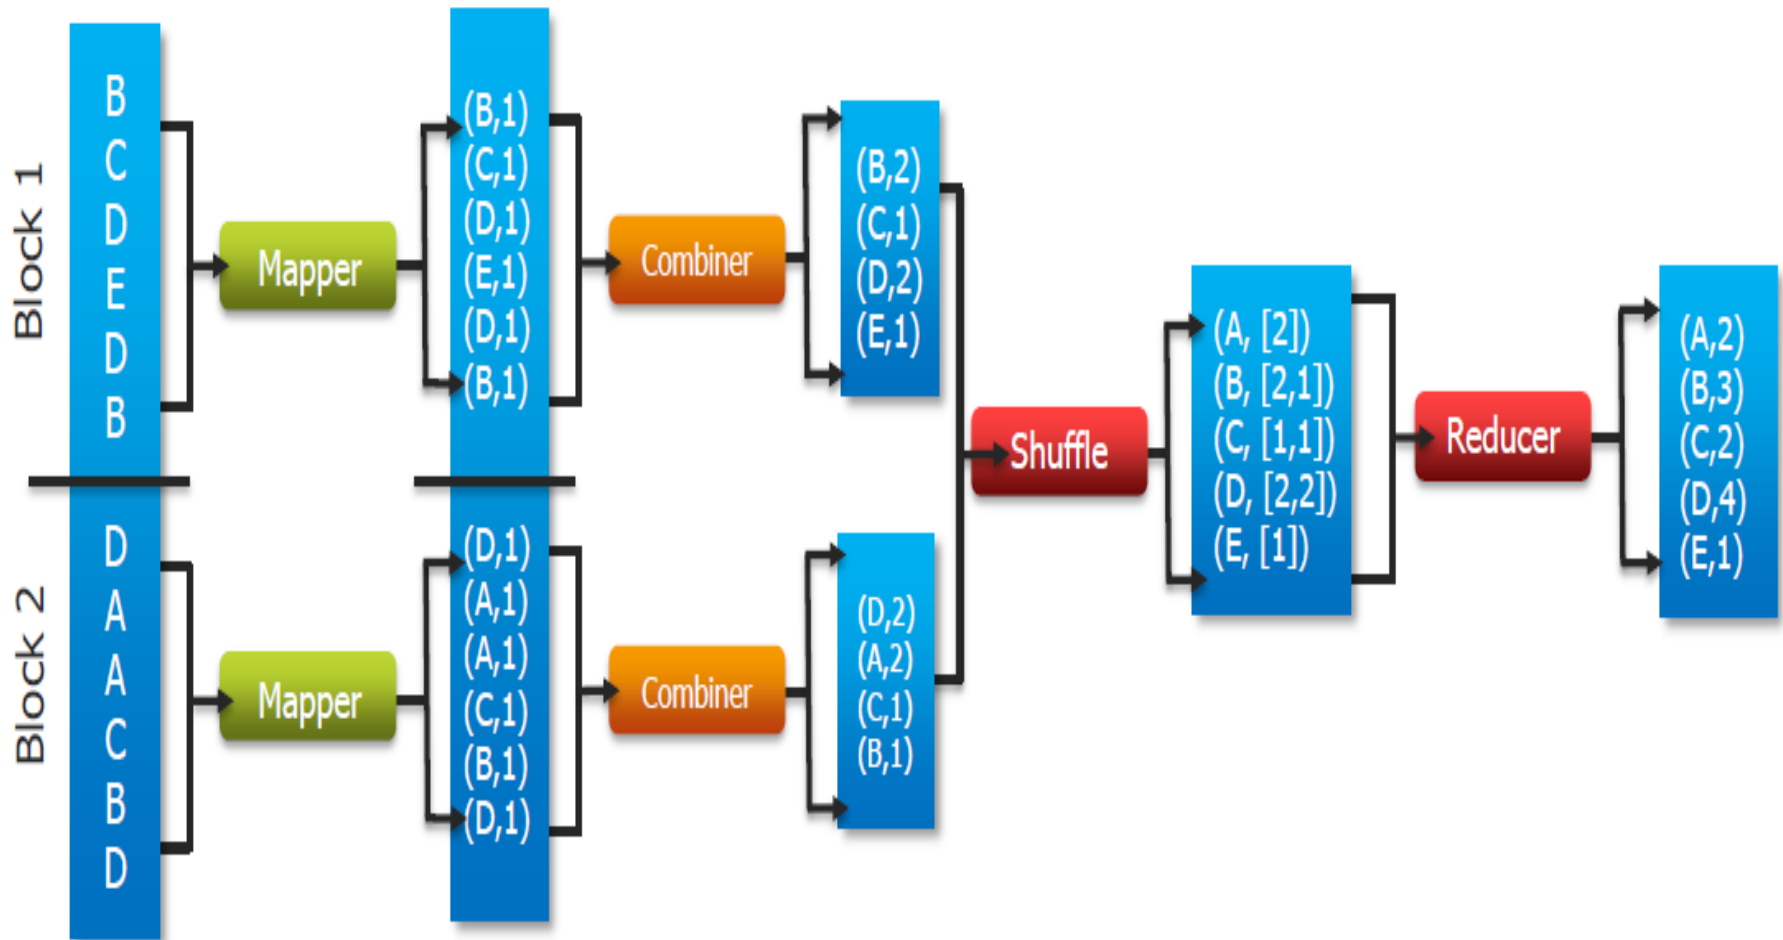 Block 1
B
C
D
E
D
B
Mapper
(B,1)
(C,1)
(D,1)
(E,1)
(D,1)
(B,1)
Combiner
(B,2)
(C,1)
(D,2)
(E,1)
Block 2
D
A
A
C
B
D
Mapper
(D,1)
(A,1)
(A,1)
(C,1)
(B,1)
(D,1)
Combiner
(D,2)
(A,2)
(C,1)
(B,1)
Shuffle
(A, [2])
(B, [2,1])
(C, [1,1])
(D, [2,2])
(E, [1])
Reducer
(A,2)
(B,3)
(C,2)
(D,4)
(E,1)